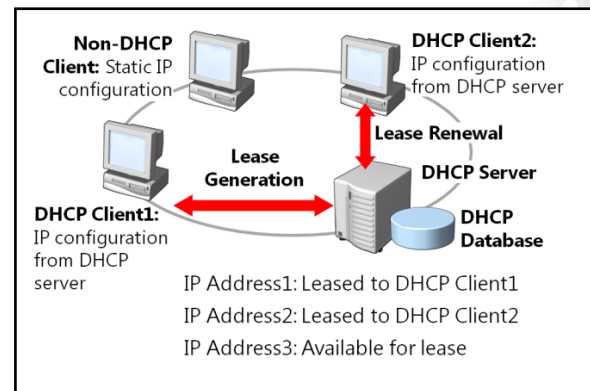 Non-DHCP
Client: Static IP
configuration
DHCP Client2:
IP configuration
from DHCP server
Lease Renewal
Lease
Generation
DHCP Server
DHCP
Database
DHCP Client1:
IP configuration
from DHCP
server
IP Address1: Leased to DHCP Client1
IP Address2: Leased to DHCP Client2
IP Address3: Available for lease